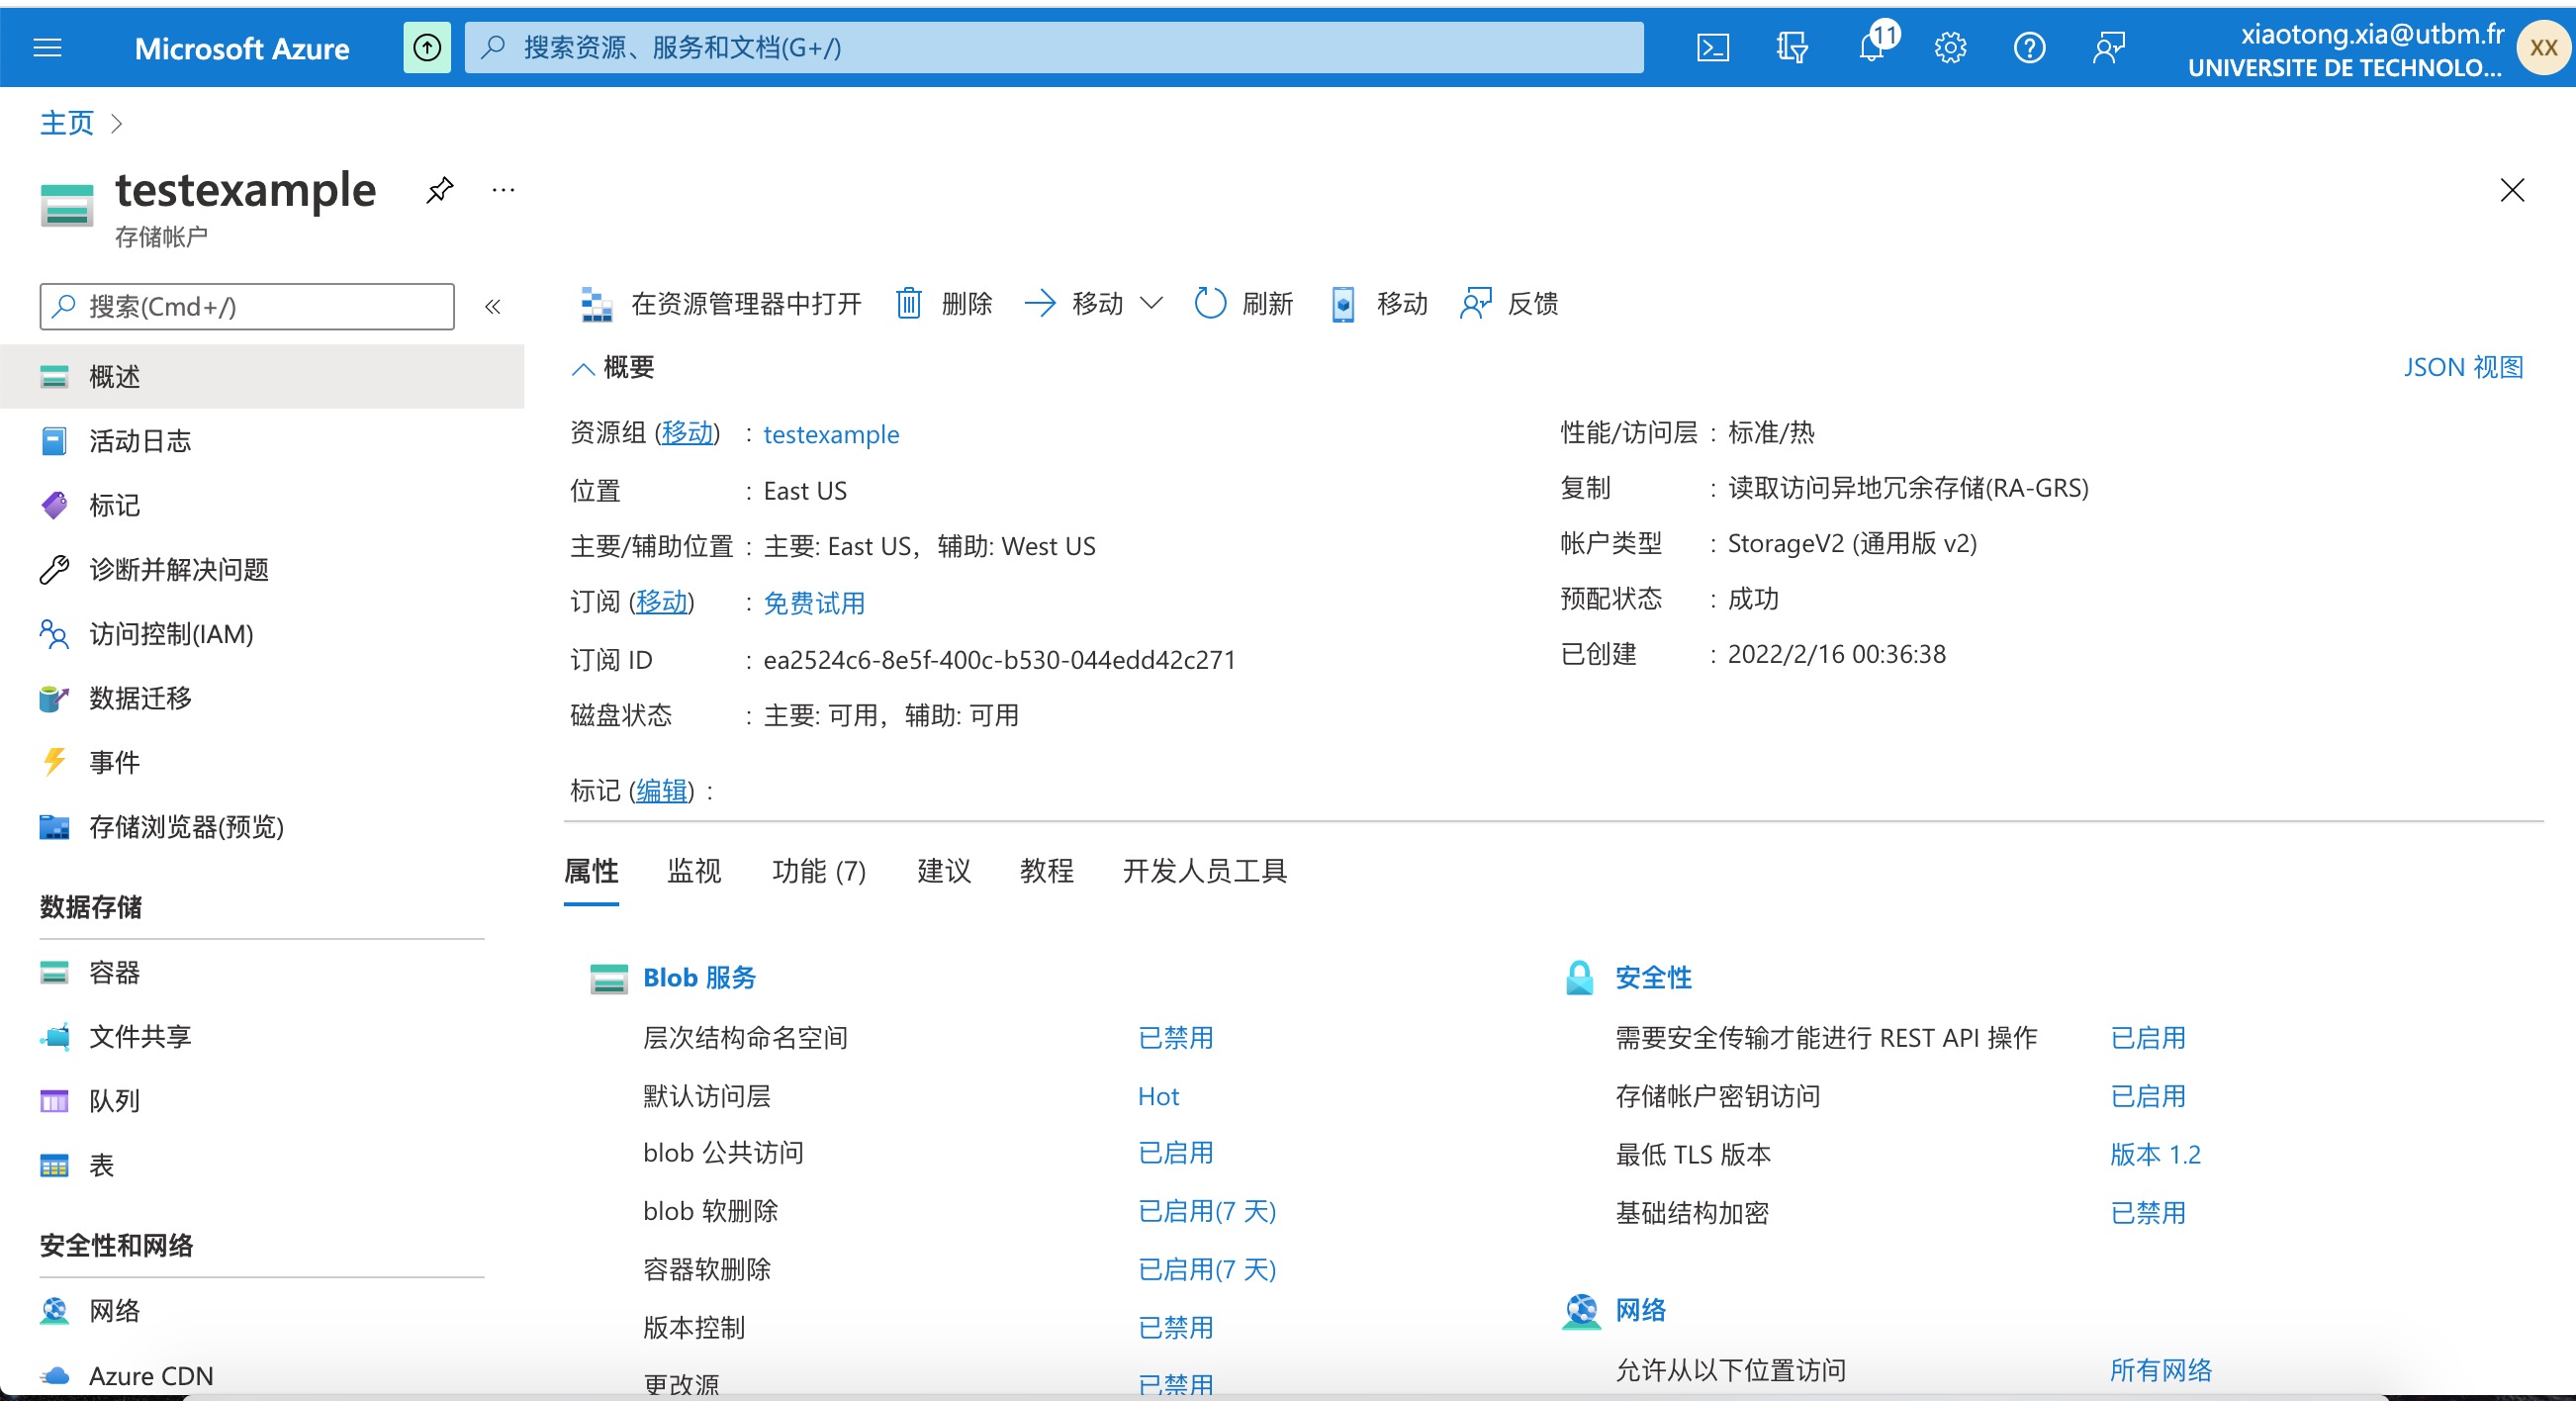 Microsoft Azure
搜索资源、服务和文档(G+/)
11
xiaotong.xia@utbm.fr
UNIVERSITE DE TECHNOLO...
XX
主页
testexample
存储帐户
搜索(Cmd+/)
在资源管理器中打开 删除 移动 刷新 移动 反馈
概述
活动日志
标记
诊断并解决问题
访问控制(IAM)
数据迁移
事件
存储浏览器(预览)
数据存储
容器
文件共享
队列
表
安全性和网络
网络
Azure CDN
概要
JSON 视图
资源组 (移动) : testexample
位置 : East US
主要/辅助位置 : 主要: East US，辅助: West US
订阅 (移动) : 免费试用
订阅 ID : ea2524c6-8e5f-400c-b530-044edd42c271
磁盘状态 : 主要: 可用，辅助: 可用
性能/访问层 : 标准/热
复制 : 读取访问异地冗余存储(RA-GRS)
帐户类型 : StorageV2 (通用版 v2)
预配状态 : 成功
已创建 : 2022/2/16 00:36:38
标记 (编辑) :
属性 监视 功能 (7) 建议 教程 开发人员工具
Blob 服务
层次结构命名空间 已禁用
默认访问层 Hot
blob 公共访问 已启用
blob 软删除 已启用(7 天)
容器软删除 已启用(7 天)
版本控制 已禁用
更改源 已禁用
安全性
需要安全传输才能进行 REST API 操作 已启用
存储帐户密钥访问 已启用
最低 TLS 版本 版本 1.2
基础结构加密 已禁用
网络
允许从以下位置访问 所有网络